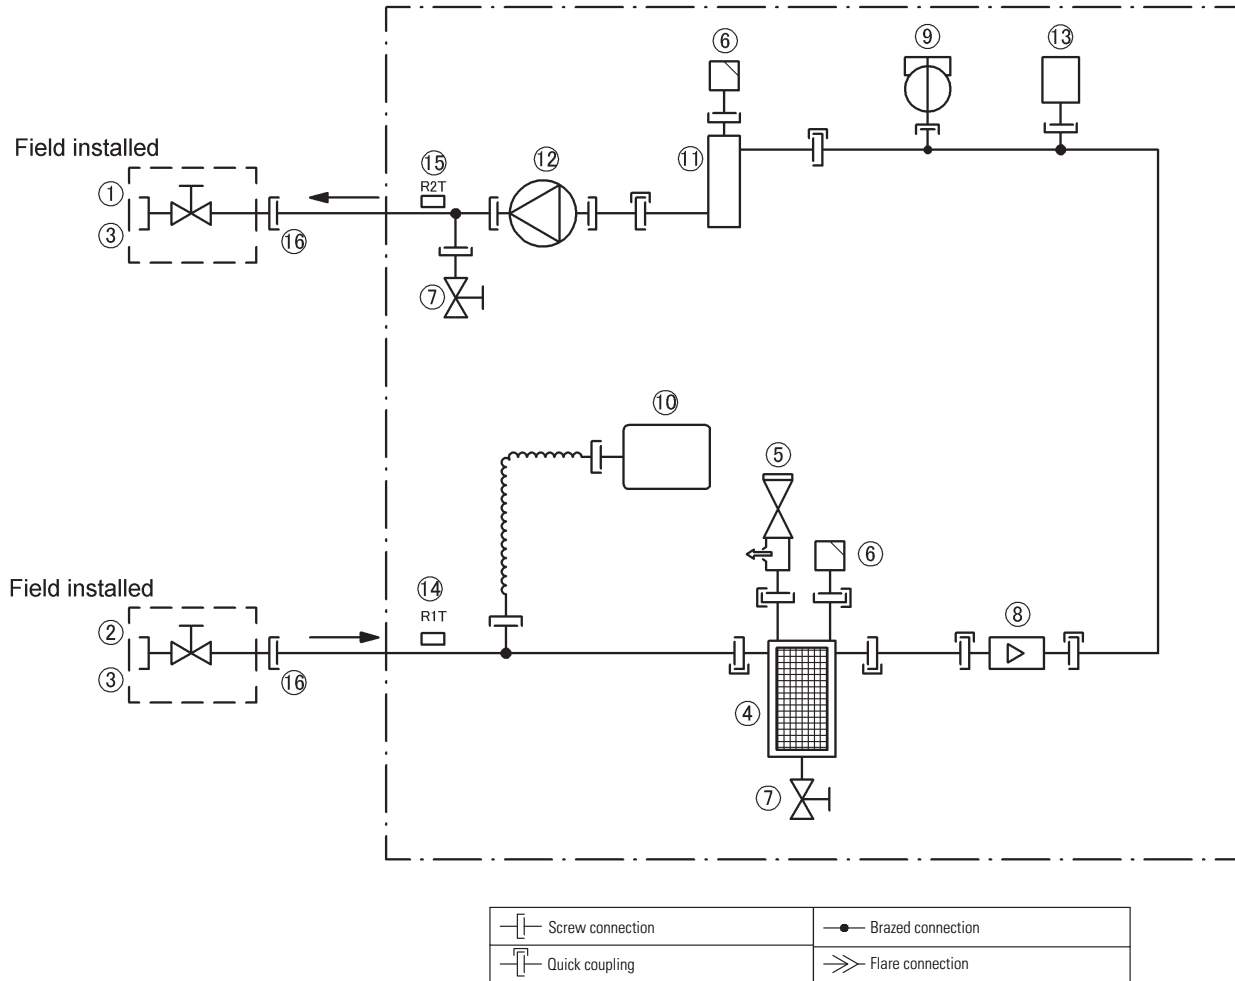 ⑥
⑨
⑬
Field installed
①
③
⑯
⑮
R2T
⑦
⑫
⑪
⑩
⑤
⑥
Field installed
②
③
⑯
⑭
R1T
④
⑦
⑧
Screw connection
Brazed connection
Quick coupling
Flare connection